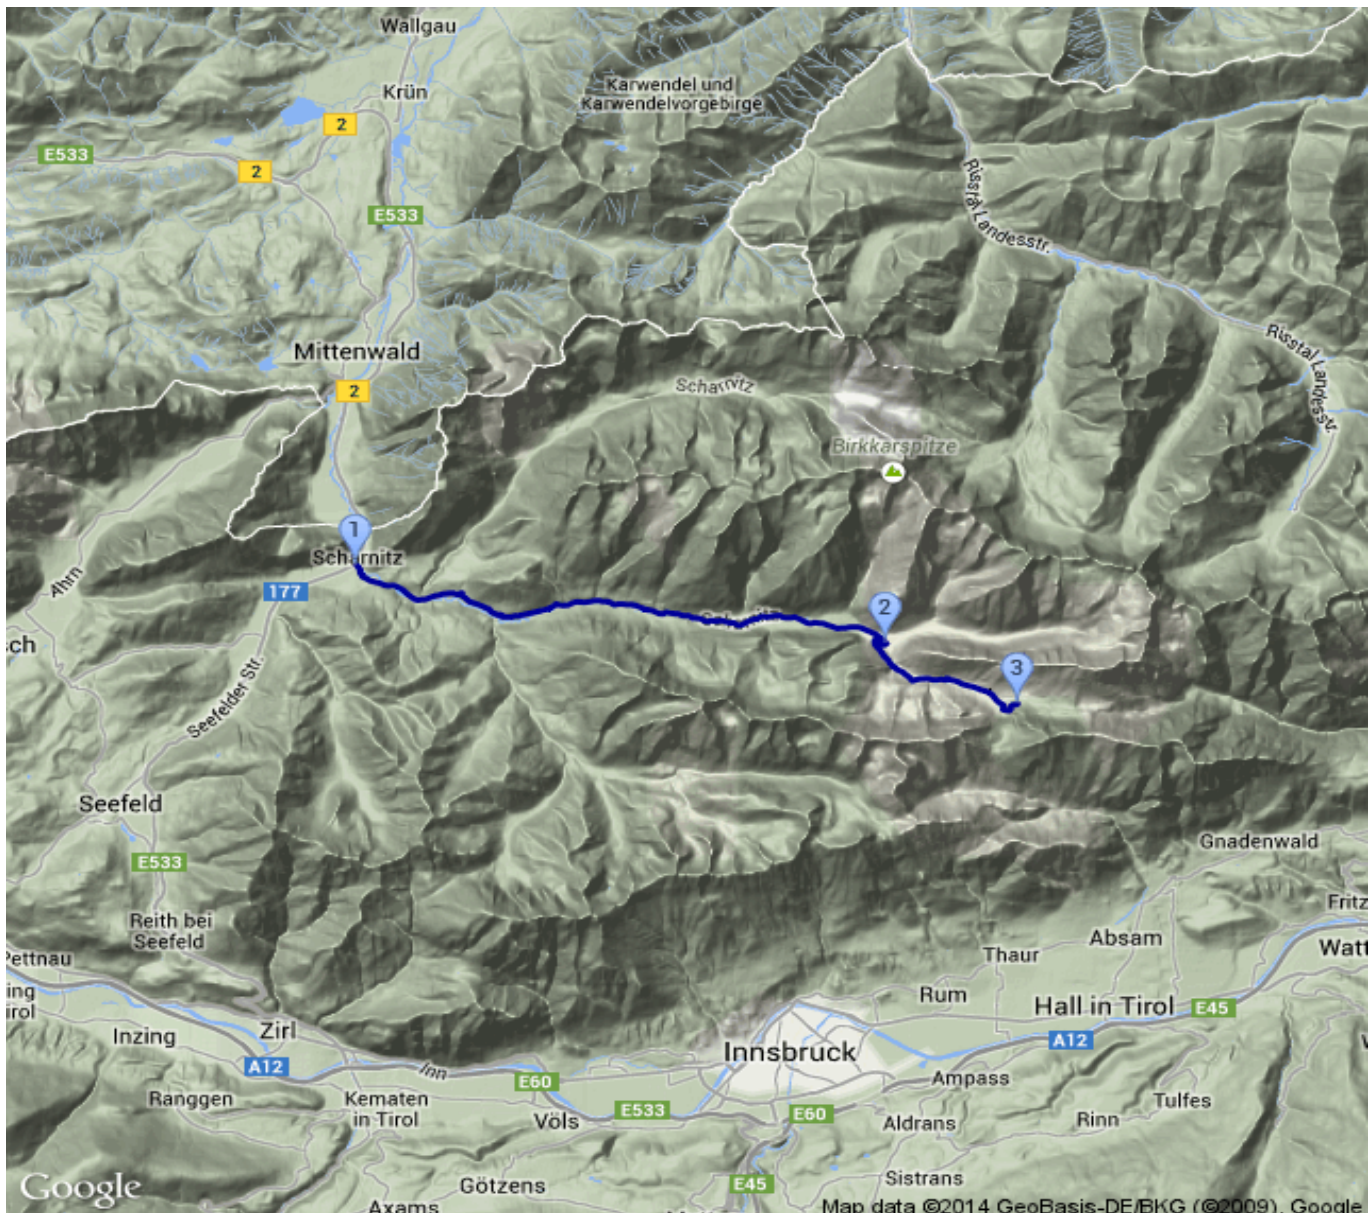 Wallgau
Krün
Karwendel und
Karwendelvorgebirge
2
E533
2
Risstal Landesstr.
E533
Risstal Landesstr.
Mittenwald
2
Scharnitz
Birkkarspitze
1
Scharnitz
177
2
Scharnitz
3
sch
Seefelder Str.
Seefeld
E533
Gnadenwald
Reith bei
Seefeld
Fritz
Absam
Thaur
Watt
Pettnau
ing
irol
Rum
Hall in Tirol
E45
Inzing
Zirl
A12
Innsbruck
A12
Inn
E60
Ampass
Ranggen
Kematen
in Tirol
Völs
E533
E60
Aldrans
Rinn
Tulfes
Sistrans
Google
Götzens
E45
Axams
Map data ©2014 GeoBasis-DE/BKG (©2009), Google